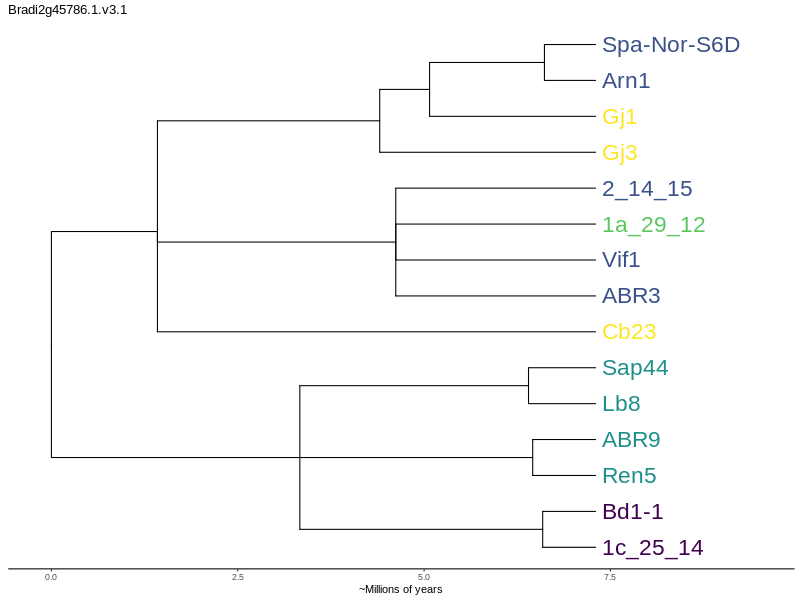 Bradi2g45786.1.v3.1
Spa-Nor-S6D
Arn1
Gj1
Gj3
2_14_15
1a_29_12
Vif1
ABR3
Cb23
Sap44
Lb8
ABR9
Ren5
Bd1-1
1c_25_14
0.0 2.5 5.0 7.5
~Millions of years